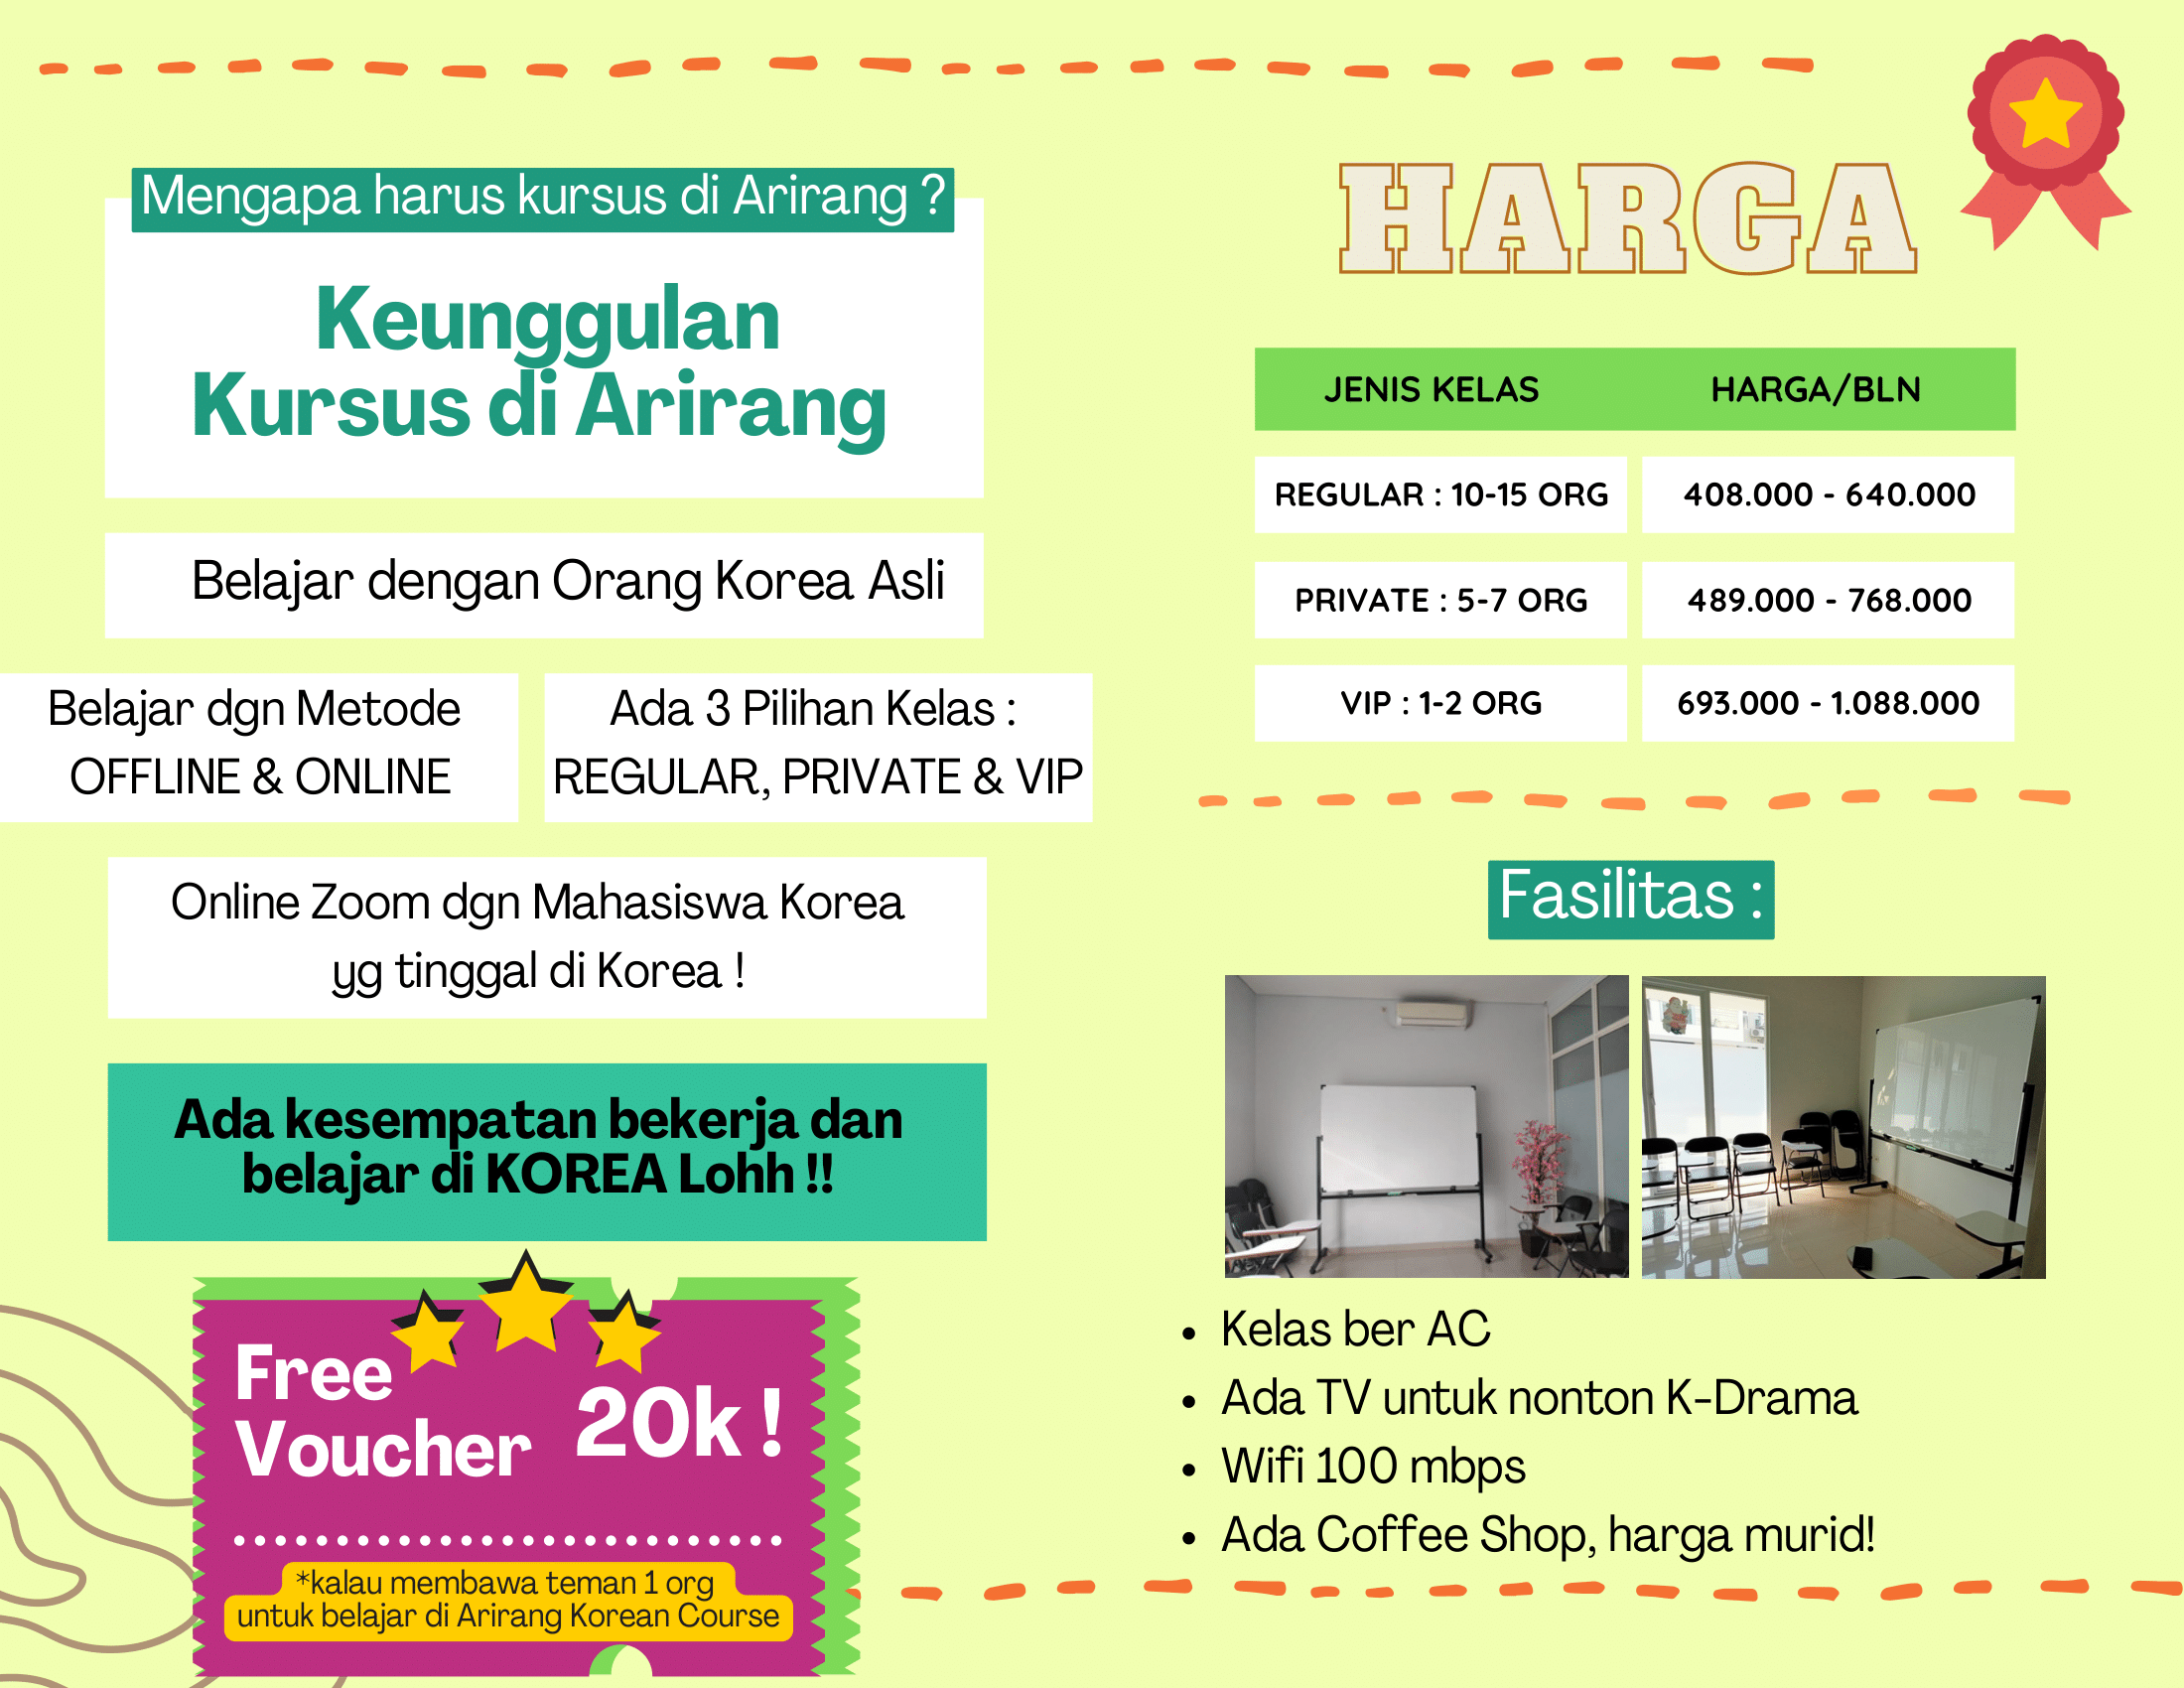 Mengapa harus kursus di Arirang ?
Keunggulan
Kursus di Arirang
Belajar dengan Orang Korea Asli
Belajar dgn Metode
OFFLINE & ONLINE
Ada 3 Pilihan Kelas :
REGULAR, PRIVATE & VIP
Online Zoom dgn Mahasiswa Korea
yg tinggal di Korea !
Ada kesempatan bekerja dan
belajar di KOREA Lohh !!
Free
Voucher
20k !
*kalau membawa teman 1 org
untuk belajar di Arirang Korean Course
HARGA
JENIS KELAS HARGA/BLN
REGULAR : 10-15 ORG 408.000 - 640.000
PRIVATE : 5-7 ORG 489.000 - 768.000
VIP : 1-2 ORG 693.000 - 1.088.000
Fasilitas :
• Kelas ber AC
• Ada TV untuk nonton K-Drama
• Wifi 100 mbps
• Ada Coffee Shop, harga murid!